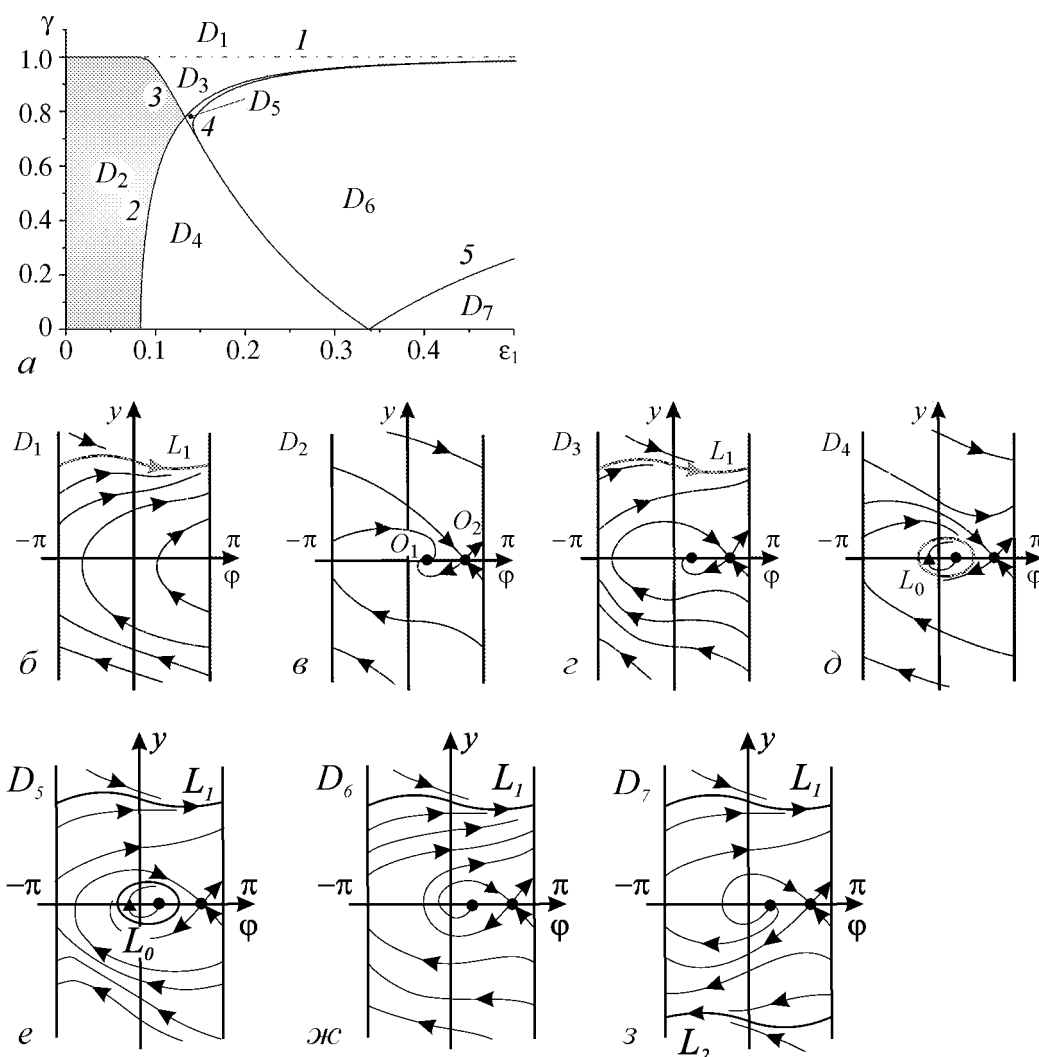 γ
D₁ 1
1.0
3 D₃
D₅
0.8
4
0.6
D₂
2 D₆
0.4
D₄
5
0.2
D₇
0
а 0 0.1 0.2 0.3 0.4 ε₁
y y y y
D₁ L₁ D₂ D₃ L₁ D₄
O₂
−π π −π O₁ π −π π −π π
φ φ φ L₀ φ
б в г д
y y y
D₅ L₁ D₆ L₁ D₇ L₁
−π π −π π −π π
φ φ φ
L₀
е ж з L₂